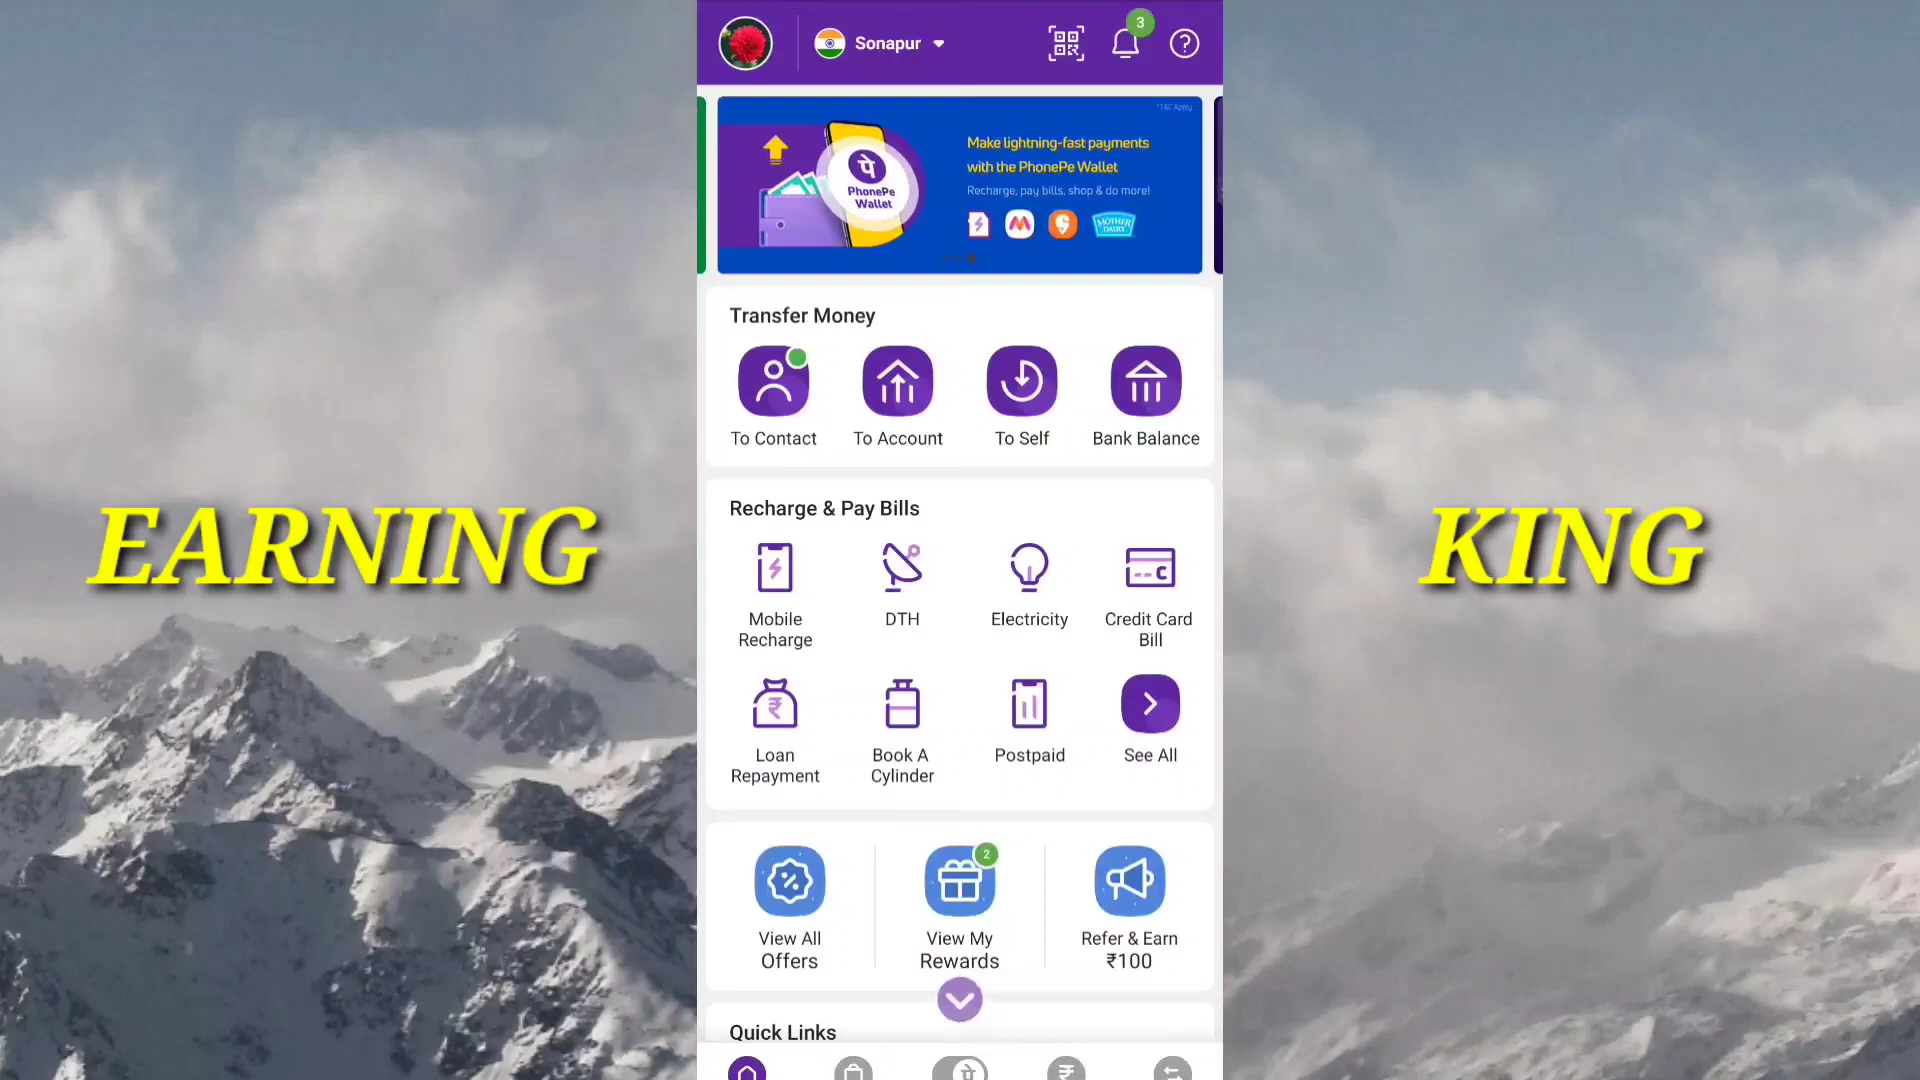 Sonapur
3
*T&C Apply
Make lightning-fast payments
with the PhonePe Wallet
Recharge, pay bills, shop & do more!
पे
PhonePe
Wallet
MOTHER
DAIRY
Transfer Money
To Contact
To Account
To Self
Bank Balance
EARNING
KING
Recharge & Pay Bills
Mobile
Recharge
DTH
Electricity
Credit Card
Bill
Loan
Repayment
Book A
Cylinder
Postpaid
See All
2
View All
Offers
View My
Rewards
Refer & Earn
₹100
Quick Links